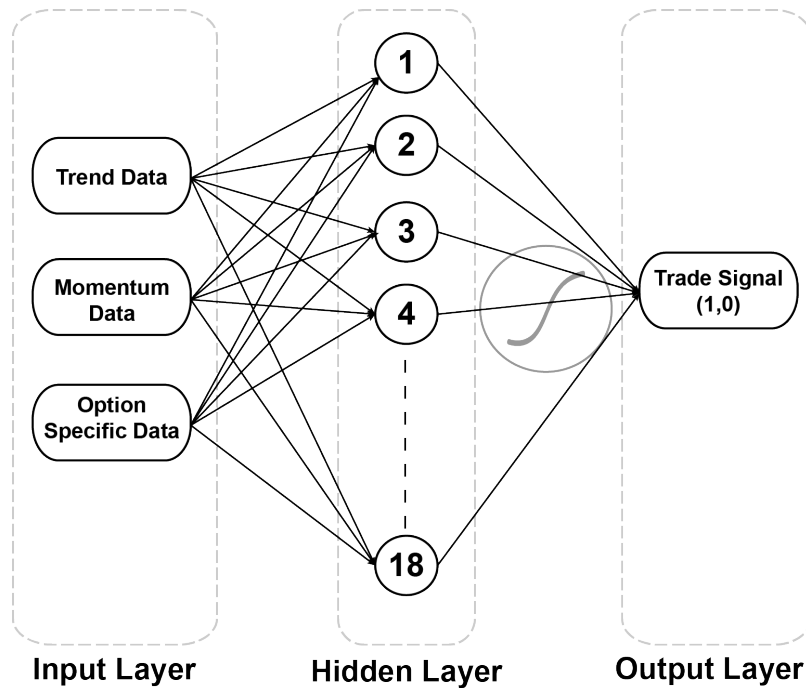 Trend Data
Momentum
Data
Option
Specific Data
1
2
3
4
18
Trade Signal
(1,0)
Input Layer
Hidden Layer
Output Layer